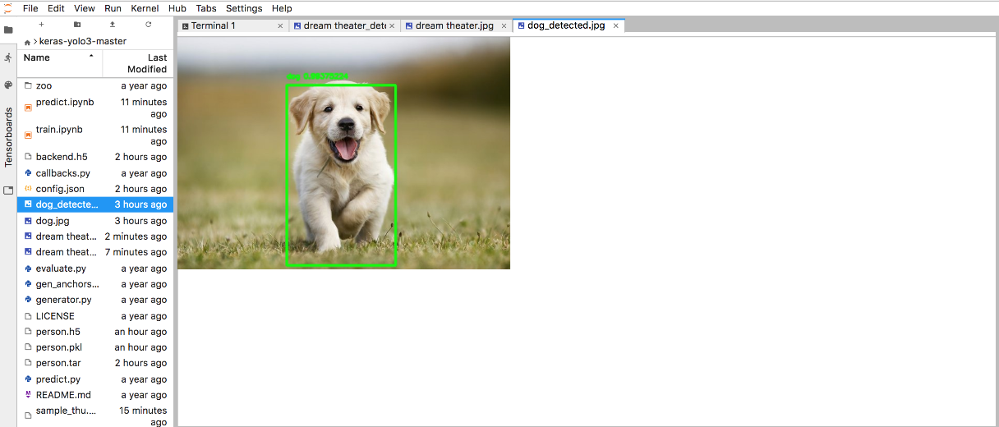 File Edit View Run Kernel Hub Tabs Settings Help
Terminal 1
dream theater_dete
dream theater.jpg
dog_detected.jpg
keras-yolo3-master
Name
Last
Modified
zoo a year ago
predict.ipynb 11 minutes
ago
train.ipynb 11 minutes
ago
backend.h5 2 hours ago
callbacks.py a year ago
config.json 2 hours ago
dog_detecte... 3 hours ago
dog.jpg 3 hours ago
dream theat... 2 minutes ago
dream theat... 7 minutes ago
evaluate.py a year ago
gen_anchors... a year ago
generator.py a year ago
LICENSE a year ago
person.h5 an hour ago
person.pkl an hour ago
person.tar 2 hours ago
predict.py a year ago
README.md a year ago
sample_thu.... 15 minutes
ago
Tensorboards
dog